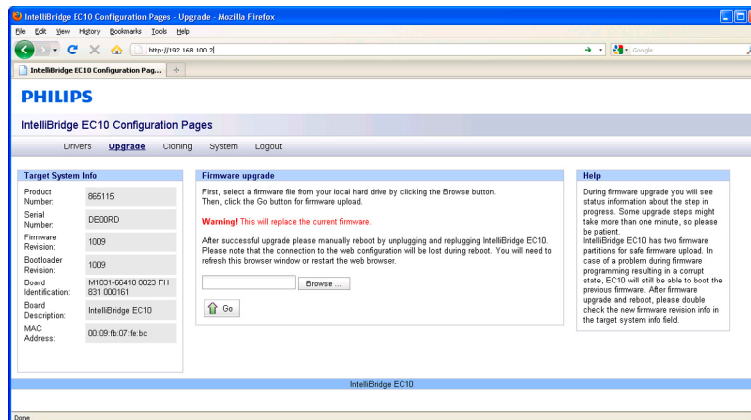 IntelliBridge EC10 Configuration Pages - Upgrade - Mozilla Firefox
File Edit View History Bookmarks Tools Help
http://192.168.100.2
Google
IntelliBridge EC10 Configuration Pag...
PHILIPS
IntelliBridge EC10 Configuration Pages
Drivers Upgrade Cloning System Logout
Target System Info
Product Number: 865115
Serial Number: DE00RD
Firmware Revision: 1009
Bootloader Revision: 1009
Board Identification:
831 000161
Board Description: IntelliBridge EC10
MAC Address: 00:09:fb:07:fe:bc
Firmware upgrade
First, select a firmware file from your local hard drive by clicking the Browse button.
Then, click the Go button for firmware upload.
Warning! This will replace the current firmware.
After successful upgrade please manually reboot by unplugging and replugging IntelliBridge EC10.
Please note that the connection to the web configuration will be lost during reboot. You will need to
refresh this browser window or restart the web browser.
Browse ...
Go
Help
During firmware upgrade you will see
status information about the step in
progress. Some upgrade steps might
take more than one minute, so please
be patient.
IntelliBridge EC10 has two firmware
partitions for safe firmware upload. In
case of a problem during firmware
programming resulting in a corrupt
state, EC10 will still be able to boot the
previous firmware. After firmware
upgrade and reboot, please double
check the new firmware revision info in
the target system info field.
IntelliBridge EC10
Done